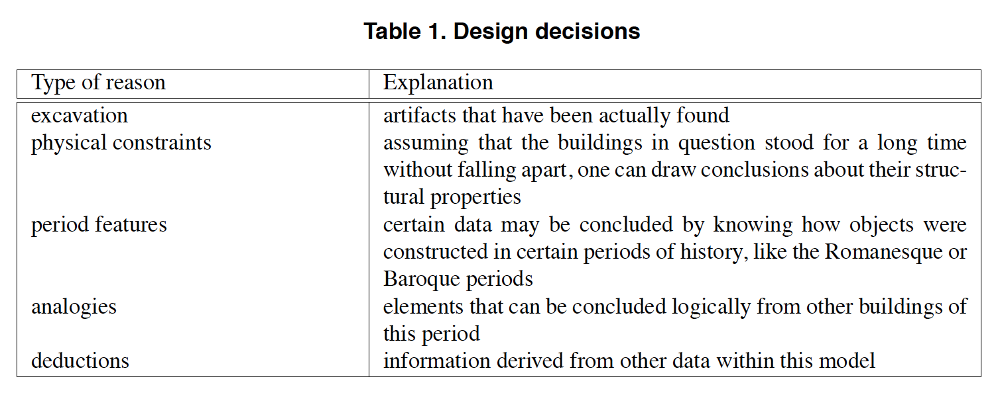 Table 1. Design decisions
Type of reason Explanation
excavation artifacts that have been actually found
physical constraints assuming that the buildings in question stood for a long time
without falling apart, one can draw conclusions about their struc-
tural properties
period features certain data may be concluded by knowing how objects were
constructed in certain periods of history, like the Romanesque or
Baroque periods
analogies elements that can be concluded logically from other buildings of
this period
deductions information derived from other data within this model